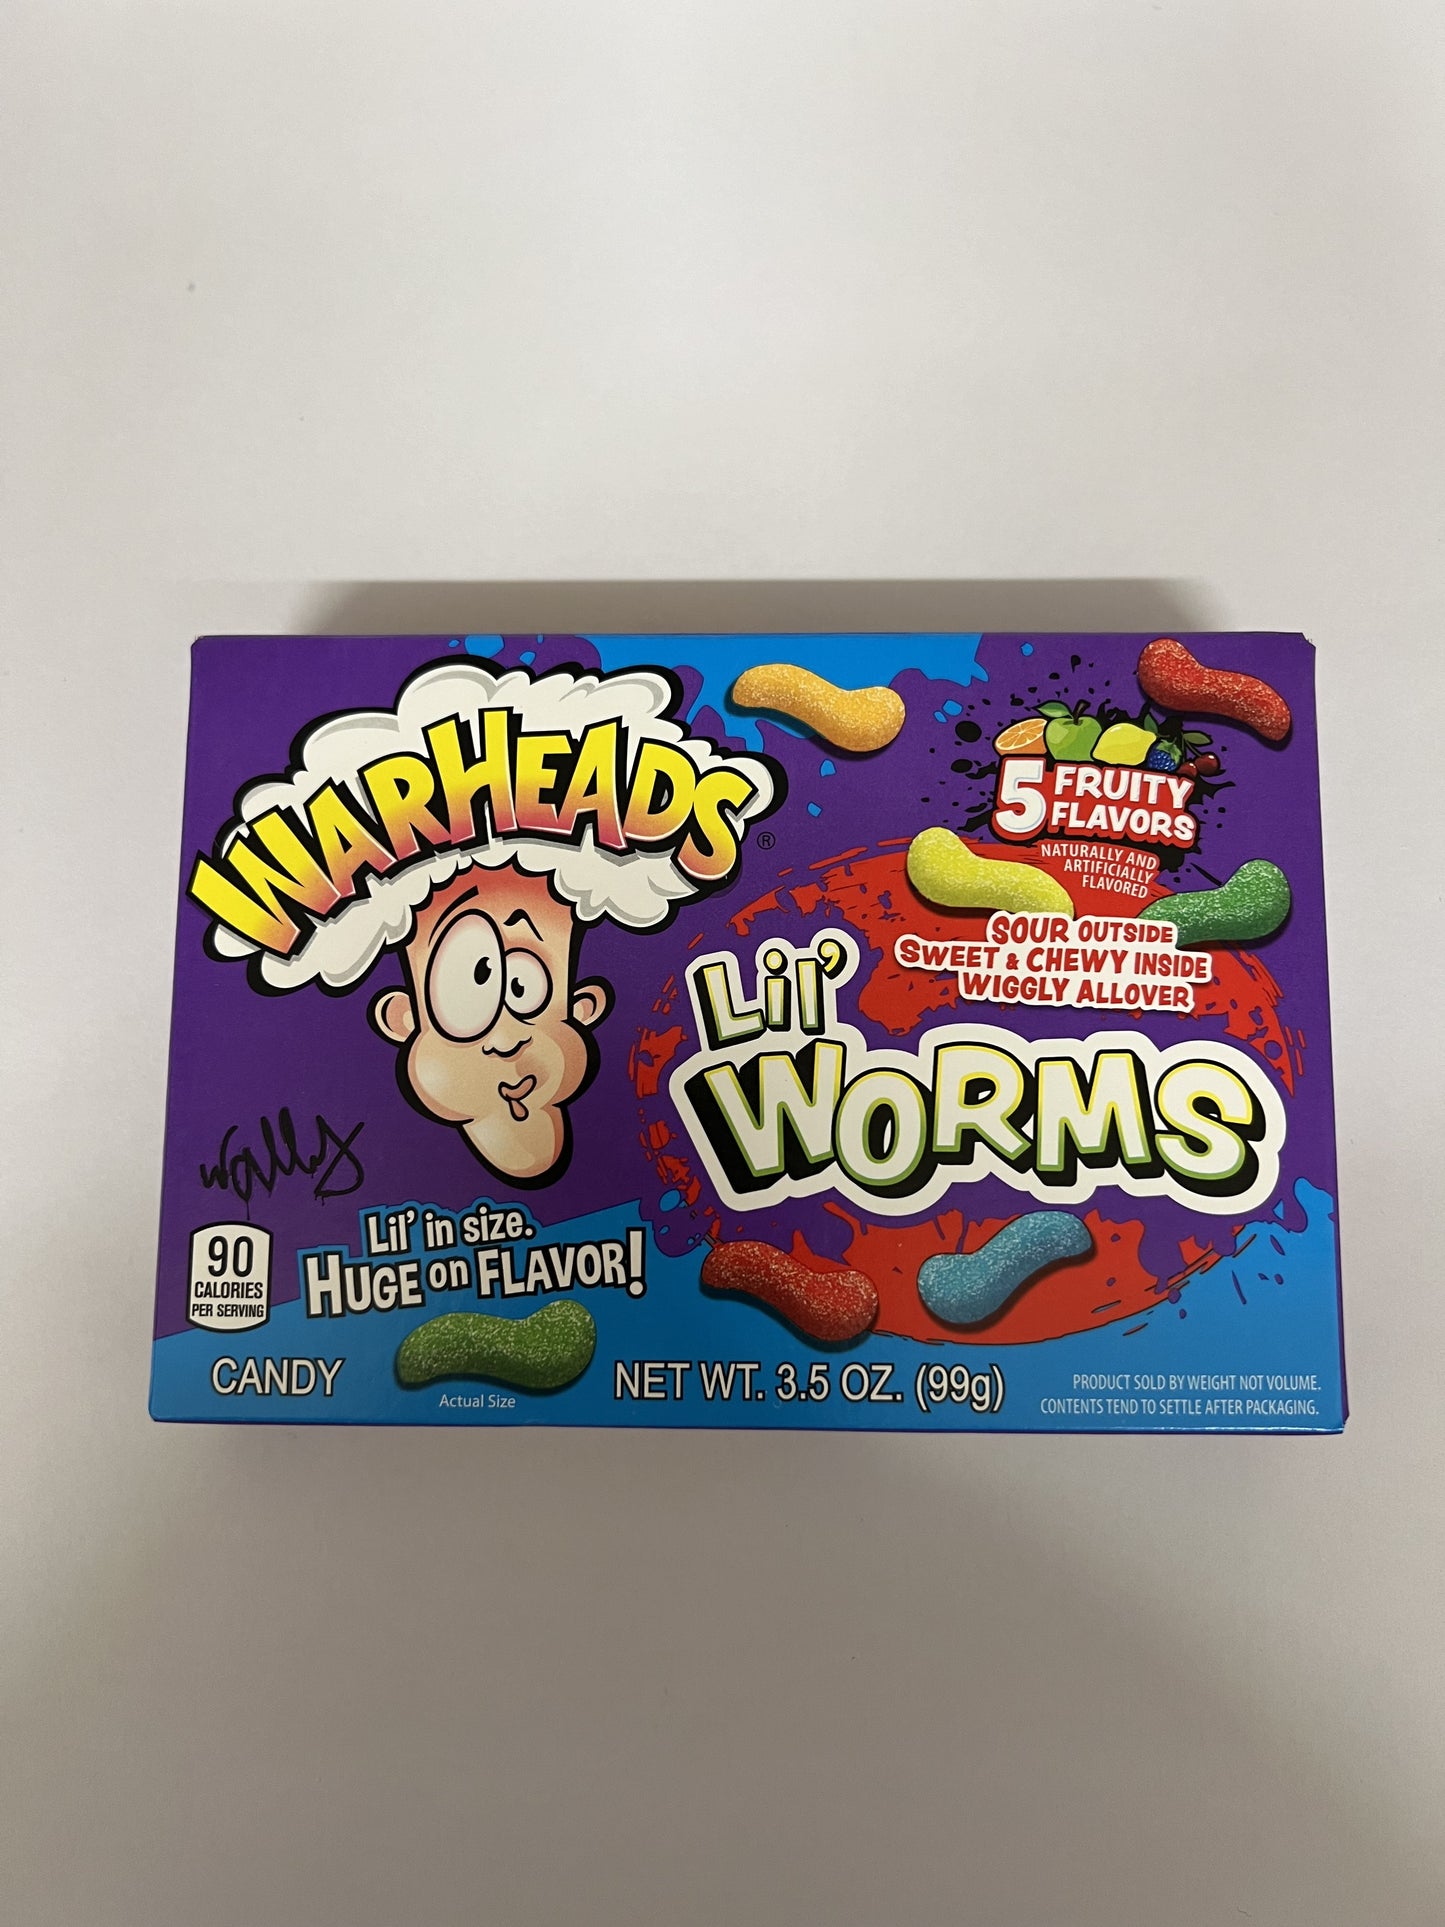 WARHEADS®
5 FRUITY
FLAVORS
NATURALLY AND
ARTIFICIALLY
FLAVORED
SOUR OUTSIDE
SWEET & CHEWY INSIDE
WIGGLY ALLOVER
Lil'
WORMS
Wally
90
CALORIES
PER SERVING
Lil' in size.
HUGE on FLAVOR!
CANDY
Actual Size
NET WT. 3.5 OZ. (99g)
PRODUCT SOLD BY WEIGHT NOT VOLUME.
CONTENTS TEND TO SETTLE AFTER PACKAGING.